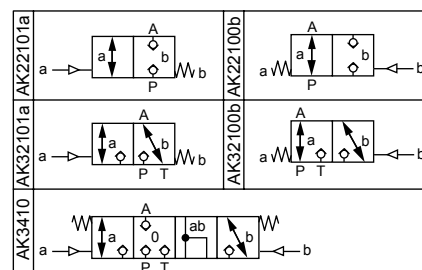 AK22101a
a a A b P b
AK22100b
a a A b P b
AK32101a
a a A b P T b
AK32100b
a a A b P T b
AK3410
a a A 0 P T ab b b